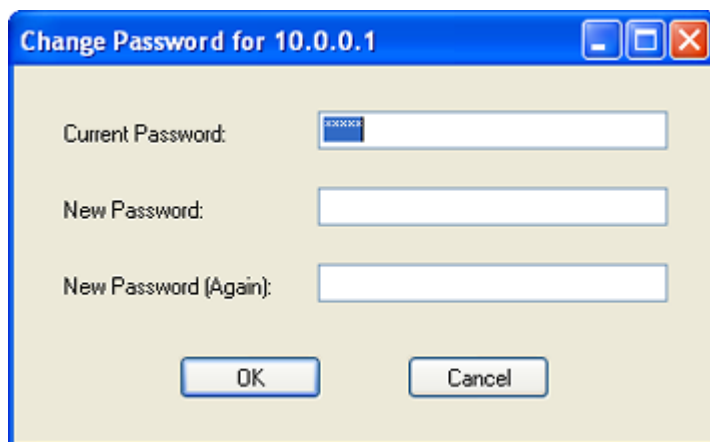 Change Password for 10.0.0.1
Current Password: *****
New Password:
New Password (Again):
OK Cancel